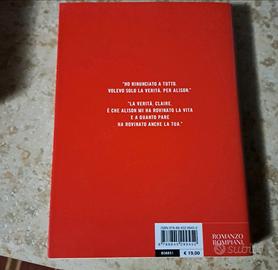 "HO RINUNCIATO A TUTTO.
VOLEVO SOLO LA VERITÀ, PER ALISON."
"LA VERITÀ, CLAIRE,
È CHE ALISON MI HA ROVINATO LA VITA
E A QUANTO PARE
HA ROVINATO ANCHE LA TUA."
€ 19,00
ROMANZO
BOMPIANI